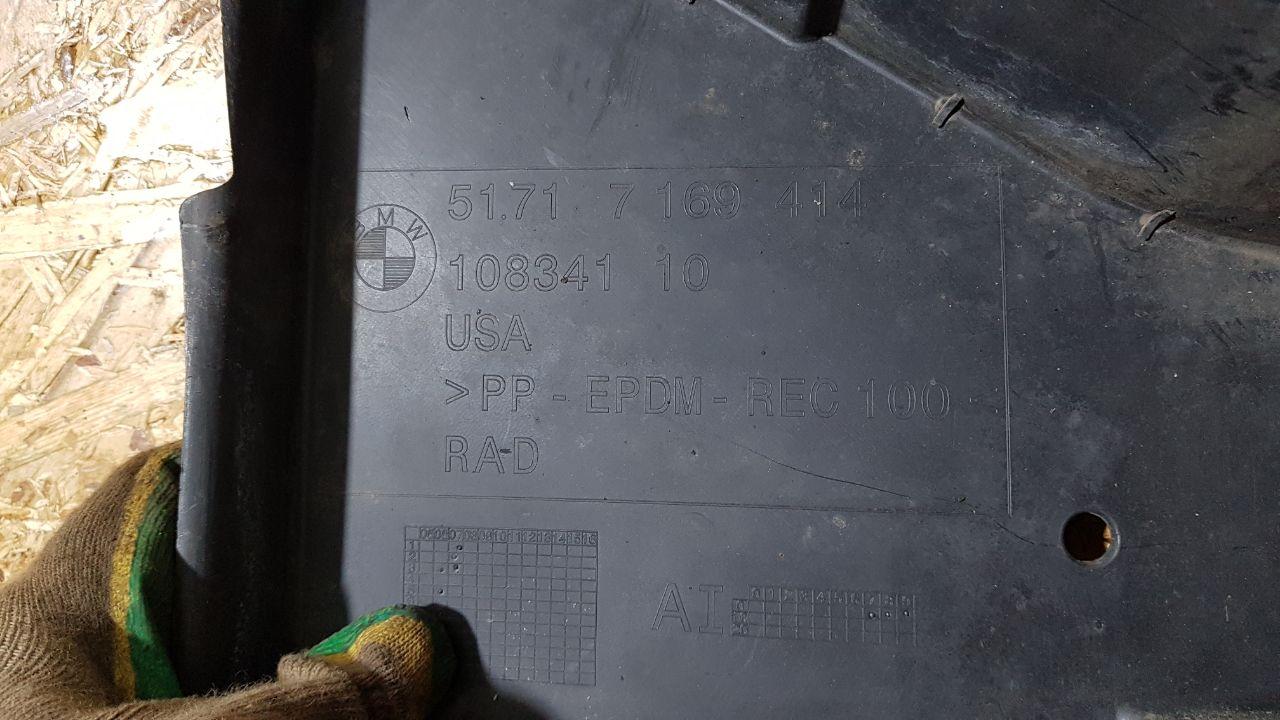 51.71 7 169 414
BMW
108341 10
USA
>PP - EPDM - REC 100
RAD
AI